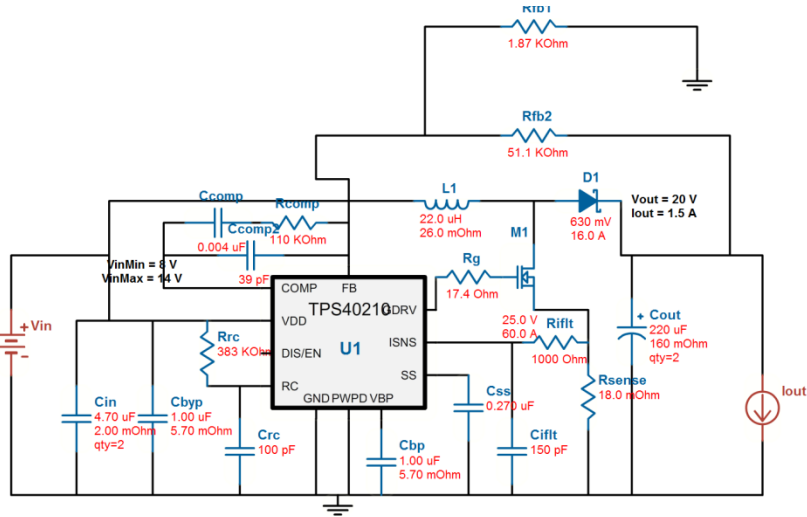 Rfb1
1.87 KOhm
Rfb2
51.1 KOhm
L1
22.0 uH
26.0 mOhm
D1
630 mV
16.0 A
Vout = 20 V
Iout = 1.5 A
Ccomp
Rcomp
0.004 uF
110 KOhm
Ccomp2
39 pF
VinMin = 8 V
VinMax = 14 V
M1
25.0 V
60.0 A
Rg
17.4 Ohm
COMP
FB
TPS40210
GDRV
VDD
DIS/EN
U1
ISNS
RC
SS
GND
PWPD
VBP
Vin
Rrc
383 KOhm
Riflt
1000 Ohm
Rsense
18.0 mOhm
Cout
220 uF
160 mOhm
qty=2
Iout
Cin
4.70 uF
2.00 mOhm
qty=2
Cbyp
1.00 uF
5.70 mOhm
Crc
100 pF
Cbp
1.00 uF
5.70 mOhm
Css
0.270 uF
Ciflt
150 pF